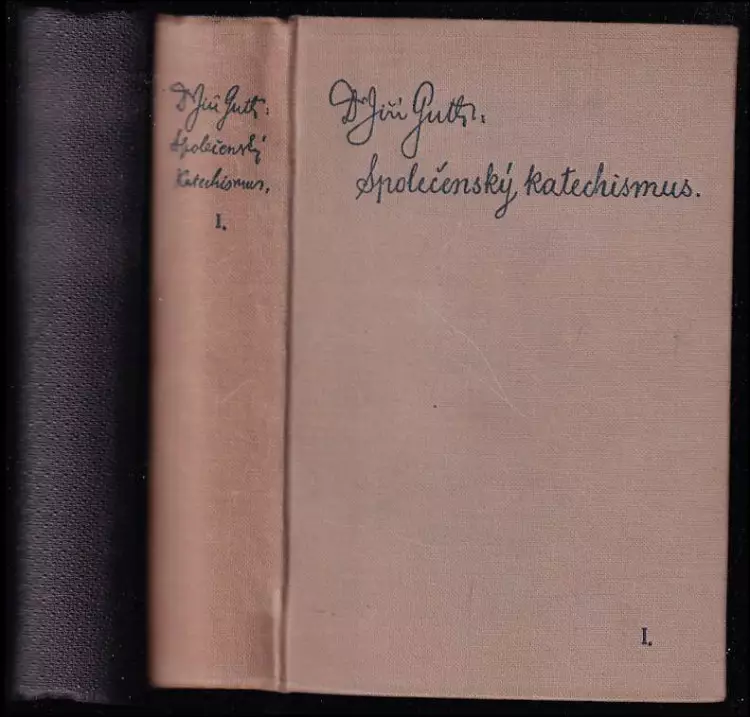 Dr Jiří Guth:
Společenský
katechismus.
I.
Dr Jiří Guth:
Společenský katechismus.
I.